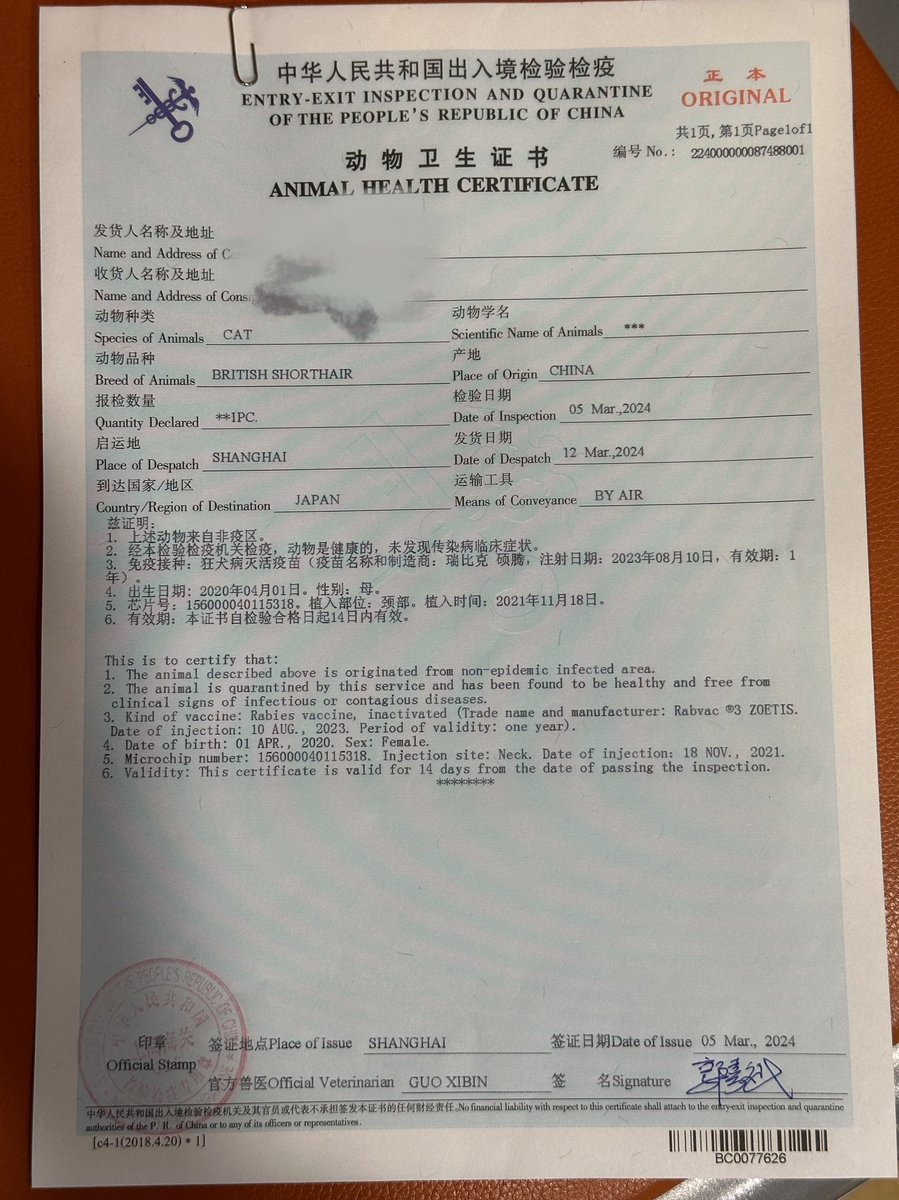 中华人民共和国出入境检验检疫
ENTRY-EXIT INSPECTION AND QUARANTINE
OF THE PEOPLE'S REPUBLIC OF CHINA
正 本
ORIGINAL
共1页,第1页Page1of1
编号 No.: 224000000087488001
动物卫生证书
ANIMAL HEALTH CERTIFICATE
发货人名称及地址
Name and Address of
收货人名称及地址
Name and Address of
动物种类
Species of Animals CAT
动物学名
Scientific Name of Animals ***
动物品种
Breed of Animals BRITISH SHORTHAIR
产地
Place of Origin CHINA
报检数量
Quantity Declared **1PC.
检验日期
Date of Inspection 05 Mar.,2024
启运地
Place of Despatch SHANGHAI
发货日期
Date of Despatch 12 Mar.,2024
到达国家/地区
Country/Region of Destination JAPAN
运输工具
Means of Conveyance BY AIR
兹证明:
1. 上述动物来自非疫区。
2. 经本检验检疫机关检疫，动物是健康的，未发现传染病临床症状。
3. 免疫接种: 狂犬病灭活疫苗（疫苗名称和制造商: 瑞比克 硕腾，注射日期: 2023年08月10日，有效期: 1
年）。
4. 出生日期: 2020年04月01日。性别: 母。
5. 芯片号: 156000040115318。植入部位: 颈部。植入时间: 2021年11月18日。
6. 有效期: 本证书自检验合格日起14日内有效。
This is to certify that:
1. The animal described above is originated from non-epidemic infected area.
2. The animal is quarantined by this service and has been found to be healthy and free from
clinical signs of infectious or contagious diseases.
3. Kind of vaccine: Rabies vaccine, inactivated (Trade name and manufacturer: Rabvac ®3 ZOETIS.
Date of injection: 10 AUG., 2023. Period of validity: one year).
4. Date of birth: 01 APR., 2020. Sex: Female.
5. Microchip number: 156000040115318. Injection site: Neck. Date of injection: 18 NOV., 2021.
6. Validity: This certificate is valid for 14 days from the date of passing the inspection.
********
THE PEOPLE'S REPUBLIC OF CHINA
中华人民共和国
印章
Official Stamp
签证地点Place of Issue SHANGHAI
签证日期Date of Issue 05 Mar., 2024
官方兽医Official Veterinarian GUO XIBIN
签 名Signature
中华人民共和国出入境检验检疫机关及其官员或代表不承担签发本证书的任何财经责任。No financial liability with respect to this certificate shall attach to the entry-exit inspection and quarantine
authorities of the P. R. of China or to any of its officers or representatives.
[c4-1(2018.4.20)*1]
BC0077626